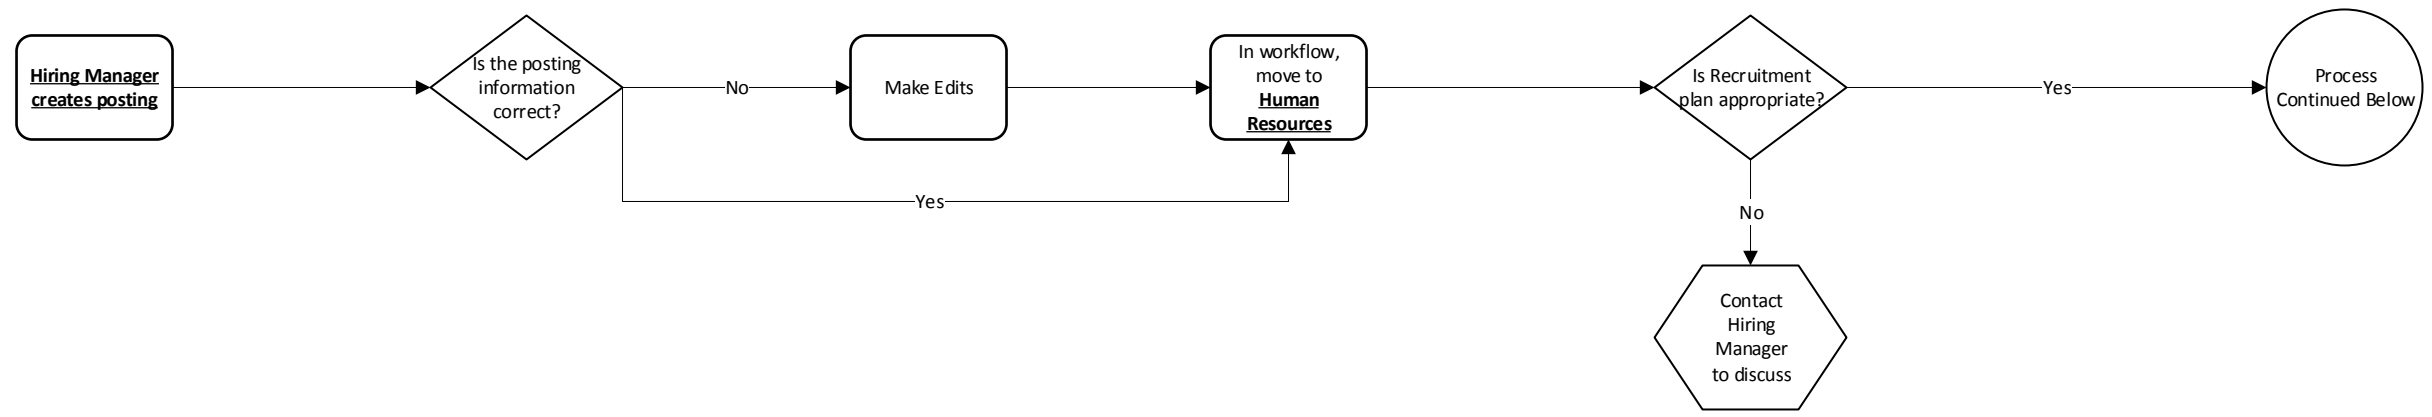 Hiring Manager
creates posting
Is the posting
information
correct?
No
Make Edits
Yes
In workflow,
move to
Human
Resources
Is Recruitment
plan appropriate?
Yes
No
Contact
Hiring
Manager
to discuss
Process
Continued Below